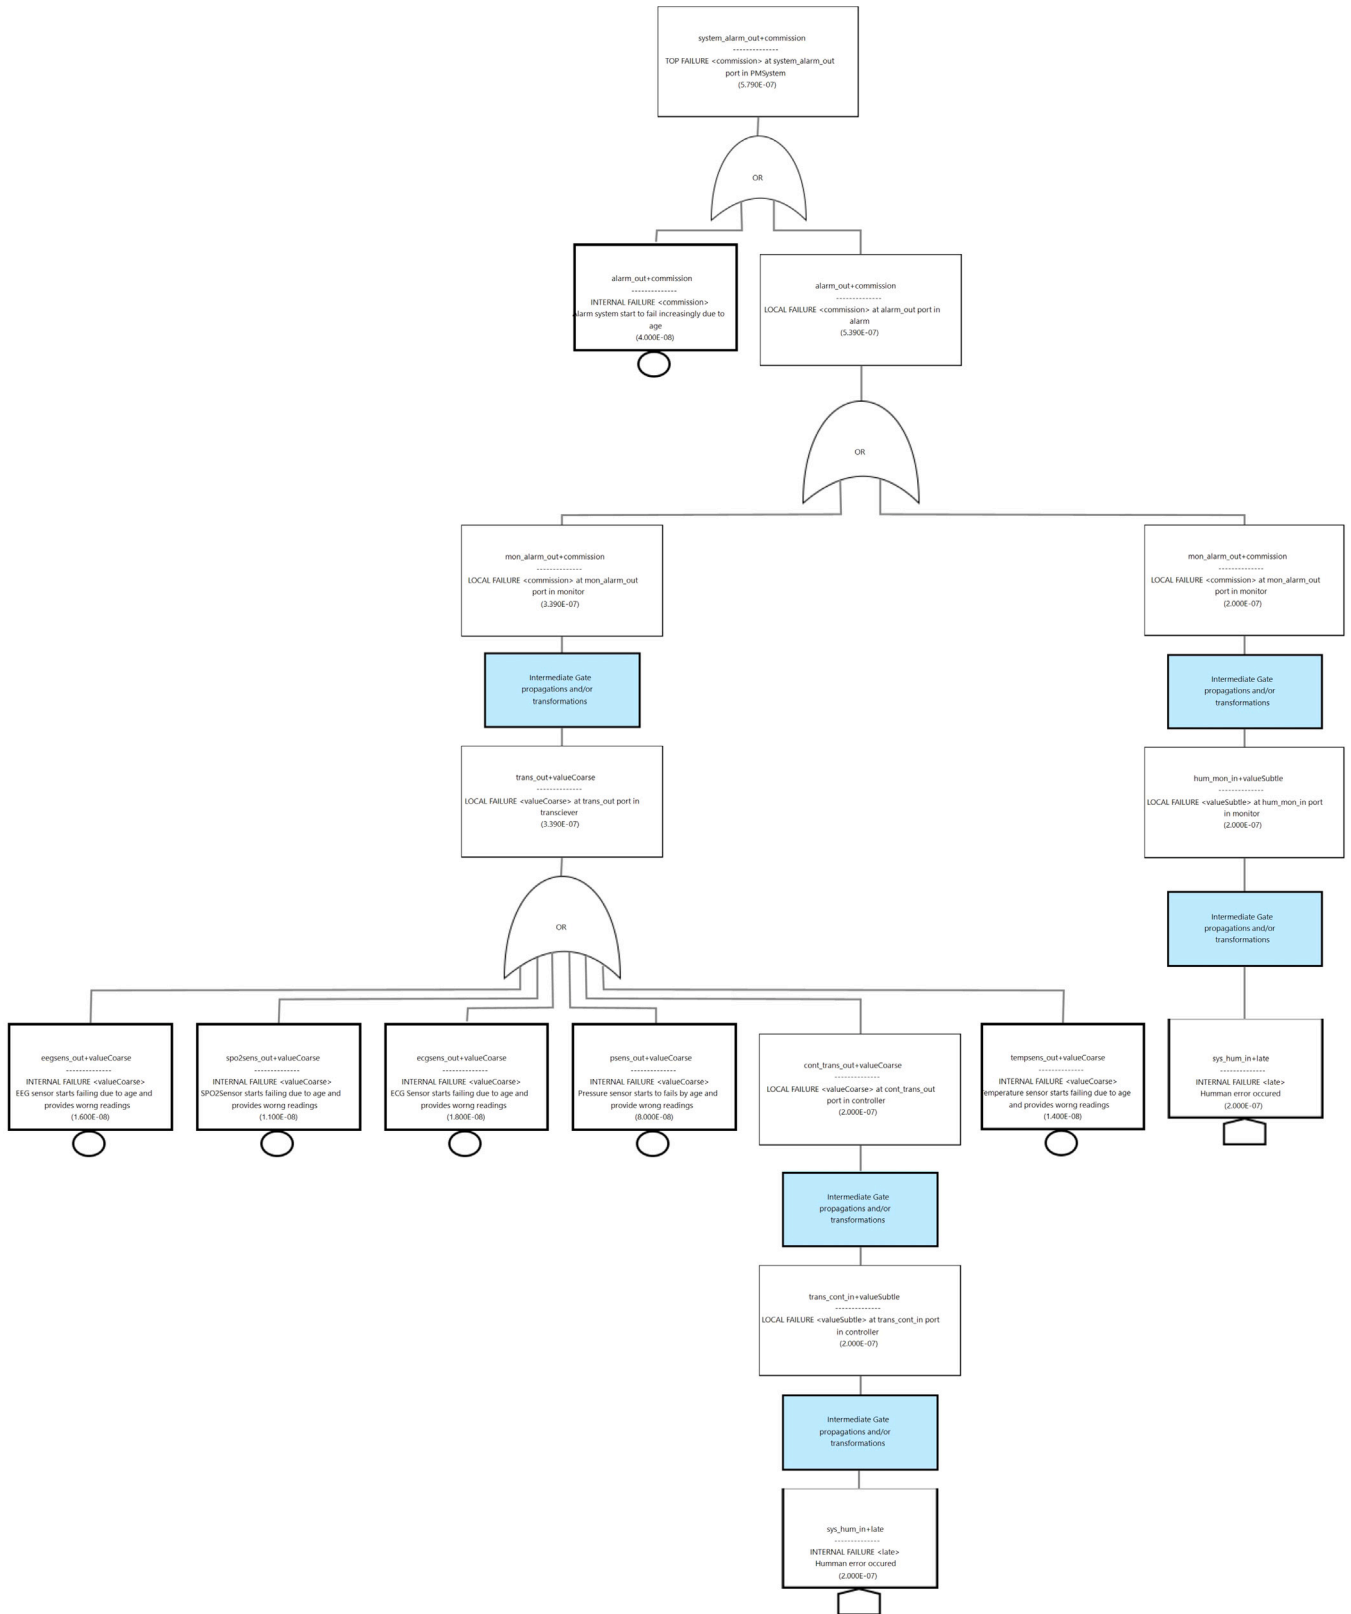 system_alarm_out+commission
--------------
TOP FAILURE <commission> at system_alarm_out
port in PMSystem
(5.790E-07)
OR
alarm_out+commission
--------------
INTERNAL FAILURE <commission>
Alarm system start to fail increasingly due to
age
(4.000E-08)
alarm_out+commission
--------------
LOCAL FAILURE <commission> at alarm_out port in
alarm
(5.390E-07)
OR
mon_alarm_out+commission
--------------
LOCAL FAILURE <commission> at mon_alarm_out
port in monitor
(3.390E-07)
mon_alarm_out+commission
--------------
LOCAL FAILURE <commission> at mon_alarm_out
port in monitor
(2.000E-07)
Intermediate Gate
propagations and/or
transformations
Intermediate Gate
propagations and/or
transformations
trans_out+valueCoarse
--------------
LOCAL FAILURE <valueCoarse> at trans_out port in
transciever
(3.390E-07)
hum_mon_in+valueSubtle
--------------
LOCAL FAILURE <valueSubtle> at hum_mon_in port
in monitor
(2.000E-07)
OR
Intermediate Gate
propagations and/or
transformations
eegsens_out+valueCoarse
--------------
INTERNAL FAILURE <valueCoarse>
EEG sensor starts failing due to age and
provides worng readings
(1.600E-08)
spo2sens_out+valueCoarse
--------------
INTERNAL FAILURE <valueCoarse>
SPO2Sensor starts failing due to age and
provides worng readings
(1.100E-08)
ecgsens_out+valueCoarse
--------------
INTERNAL FAILURE <valueCoarse>
ECG Sensor starts failing due to age and
provides worng readings
(1.800E-08)
psens_out+valueCoarse
--------------
INTERNAL FAILURE <valueCoarse>
Pressure sensor starts to fails by age and
provide wrong readings
(8.000E-08)
cont_trans_out+valueCoarse
--------------
LOCAL FAILURE <valueCoarse> at cont_trans_out
port in controller
(2.000E-07)
tempsens_out+valueCoarse
--------------
INTERNAL FAILURE <valueCoarse>
emperature sensor starts failing due to age
and provides worng readings
(1.400E-08)
sys_hum_in+late
--------------
INTERNAL FAILURE <late>
Humman error occured
(2.000E-07)
Intermediate Gate
propagations and/or
transformations
trans_cont_in+valueSubtle
--------------
LOCAL FAILURE <valueSubtle> at trans_cont_in port
in controller
(2.000E-07)
Intermediate Gate
propagations and/or
transformations
sys_hum_in+late
--------------
INTERNAL FAILURE <late>
Humman error occured
(2.000E-07)